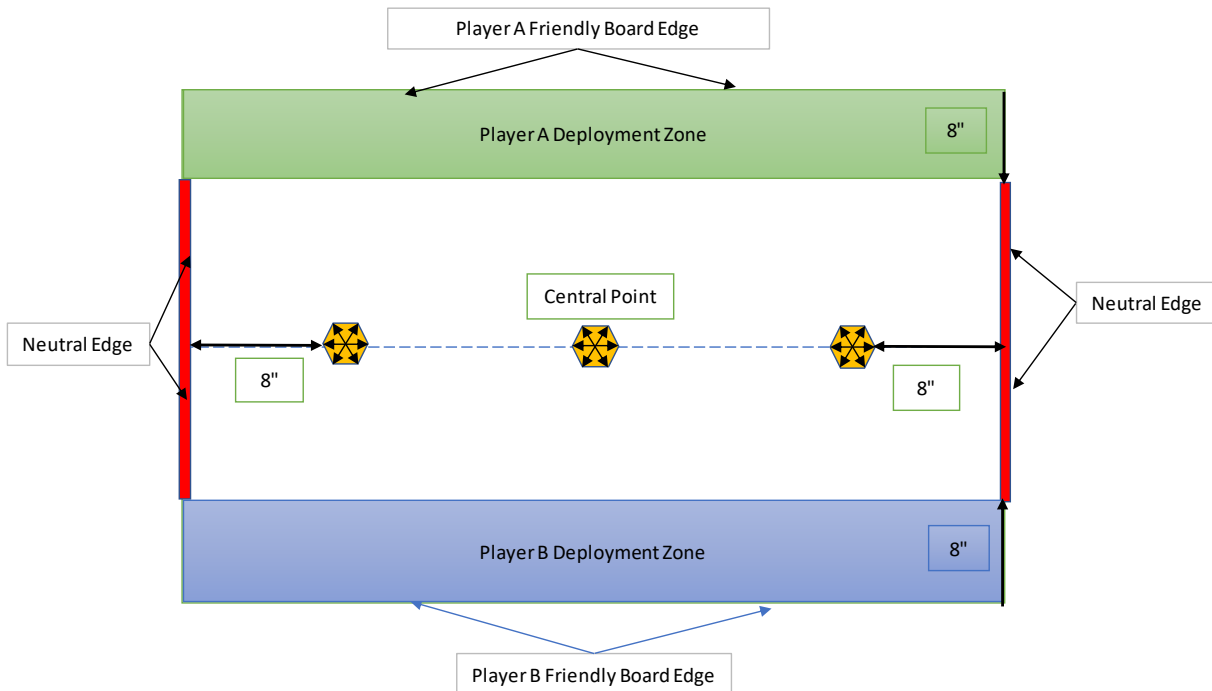 Player A Friendly Board Edge
Player A Deployment Zone
8"
Central Point
Neutral Edge
Neutral Edge
8"
8"
Player B Deployment Zone
8"
Player B Friendly Board Edge